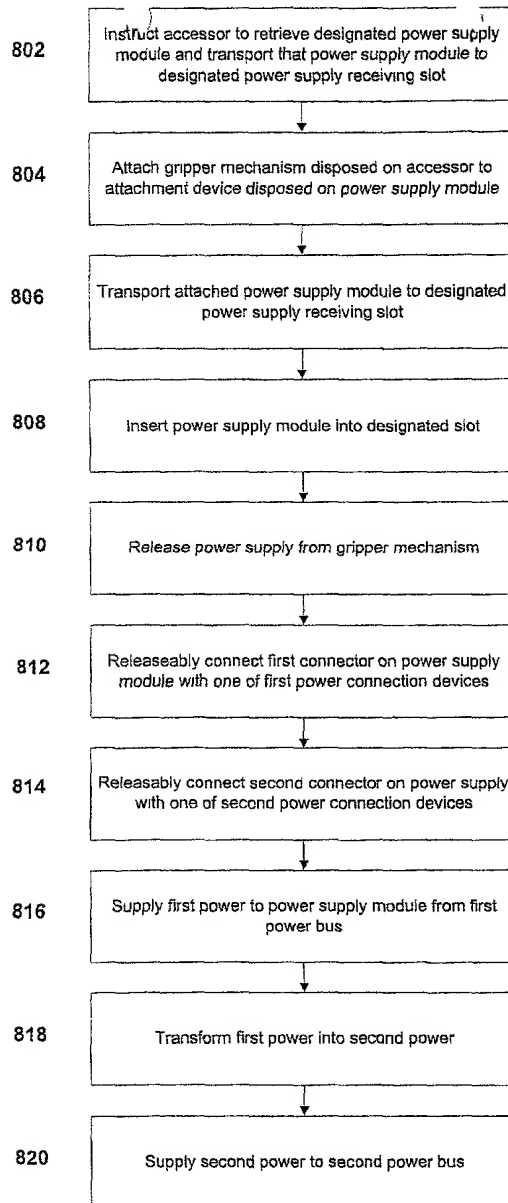 802
Instruct accessor to retrieve designated power supply
module and transport that power supply module to
designated power supply receiving slot
804
Attach gripper mechanism disposed on accessor to
attachment device disposed on power supply module
806
Transport attached power supply module to designated
power supply receiving slot
808
Insert power supply module into designated slot
810
Release power supply from gripper mechanism
812
Releaseably connect first connector on power supply
module with one of first power connection devices
814
Releasably connect second connector on power supply
with one of second power connection devices
816
Supply first power to power supply module from first
power bus
818
Transform first power into second power
820
Supply second power to second power bus